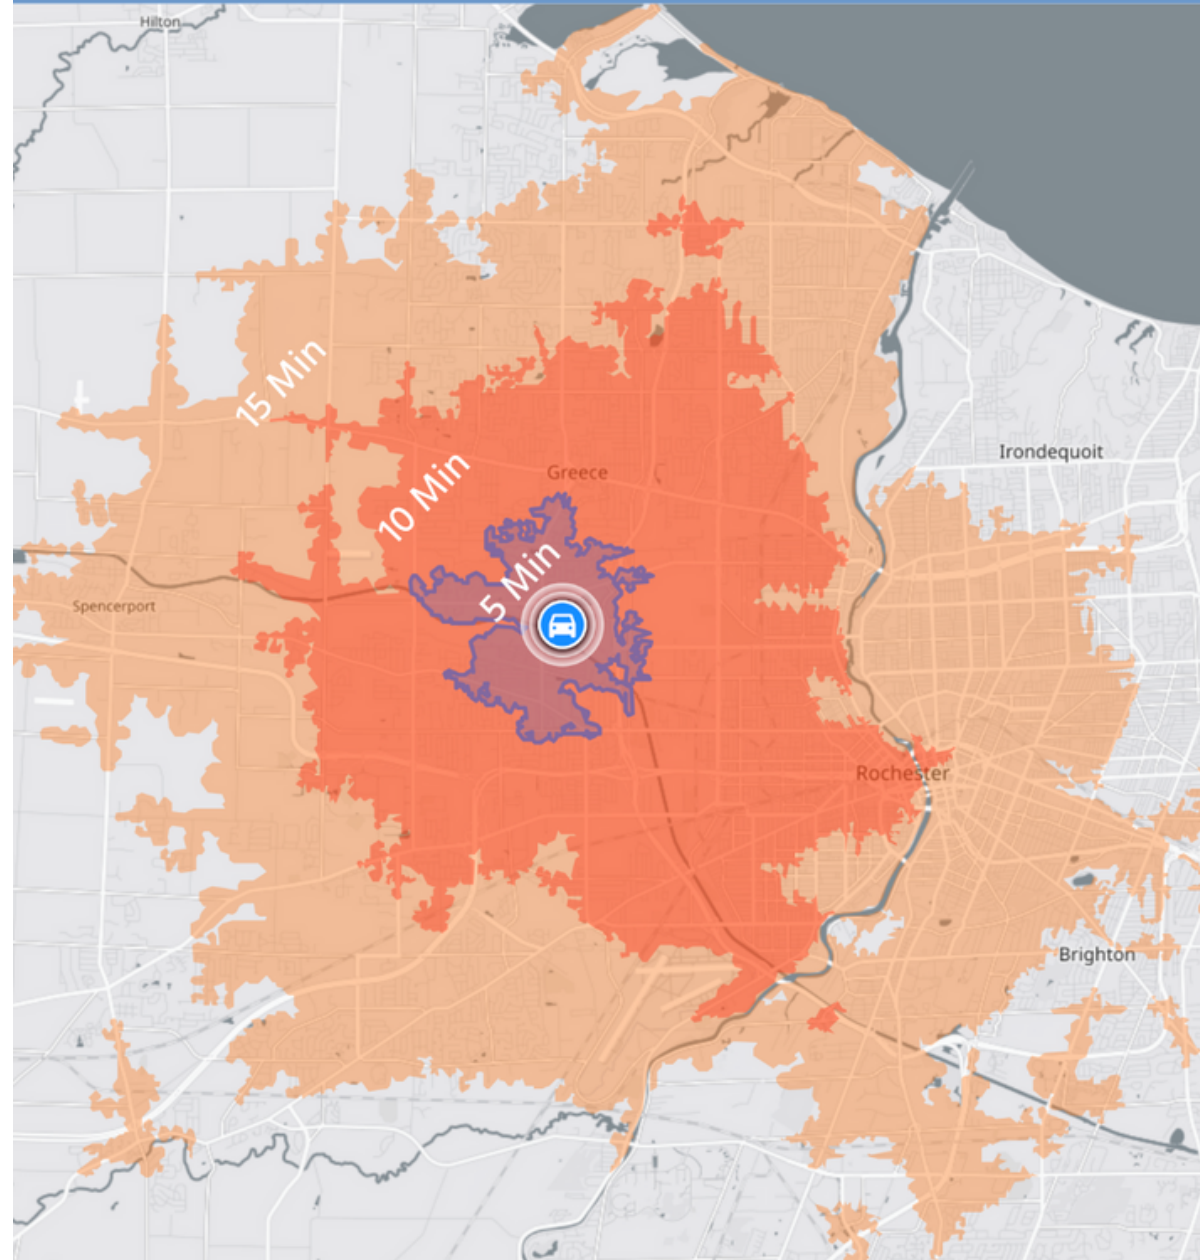 Hilton
15 Min
Irondequoit
10 Min
Greece
5 Min
Spencerport
Rochester
Brighton